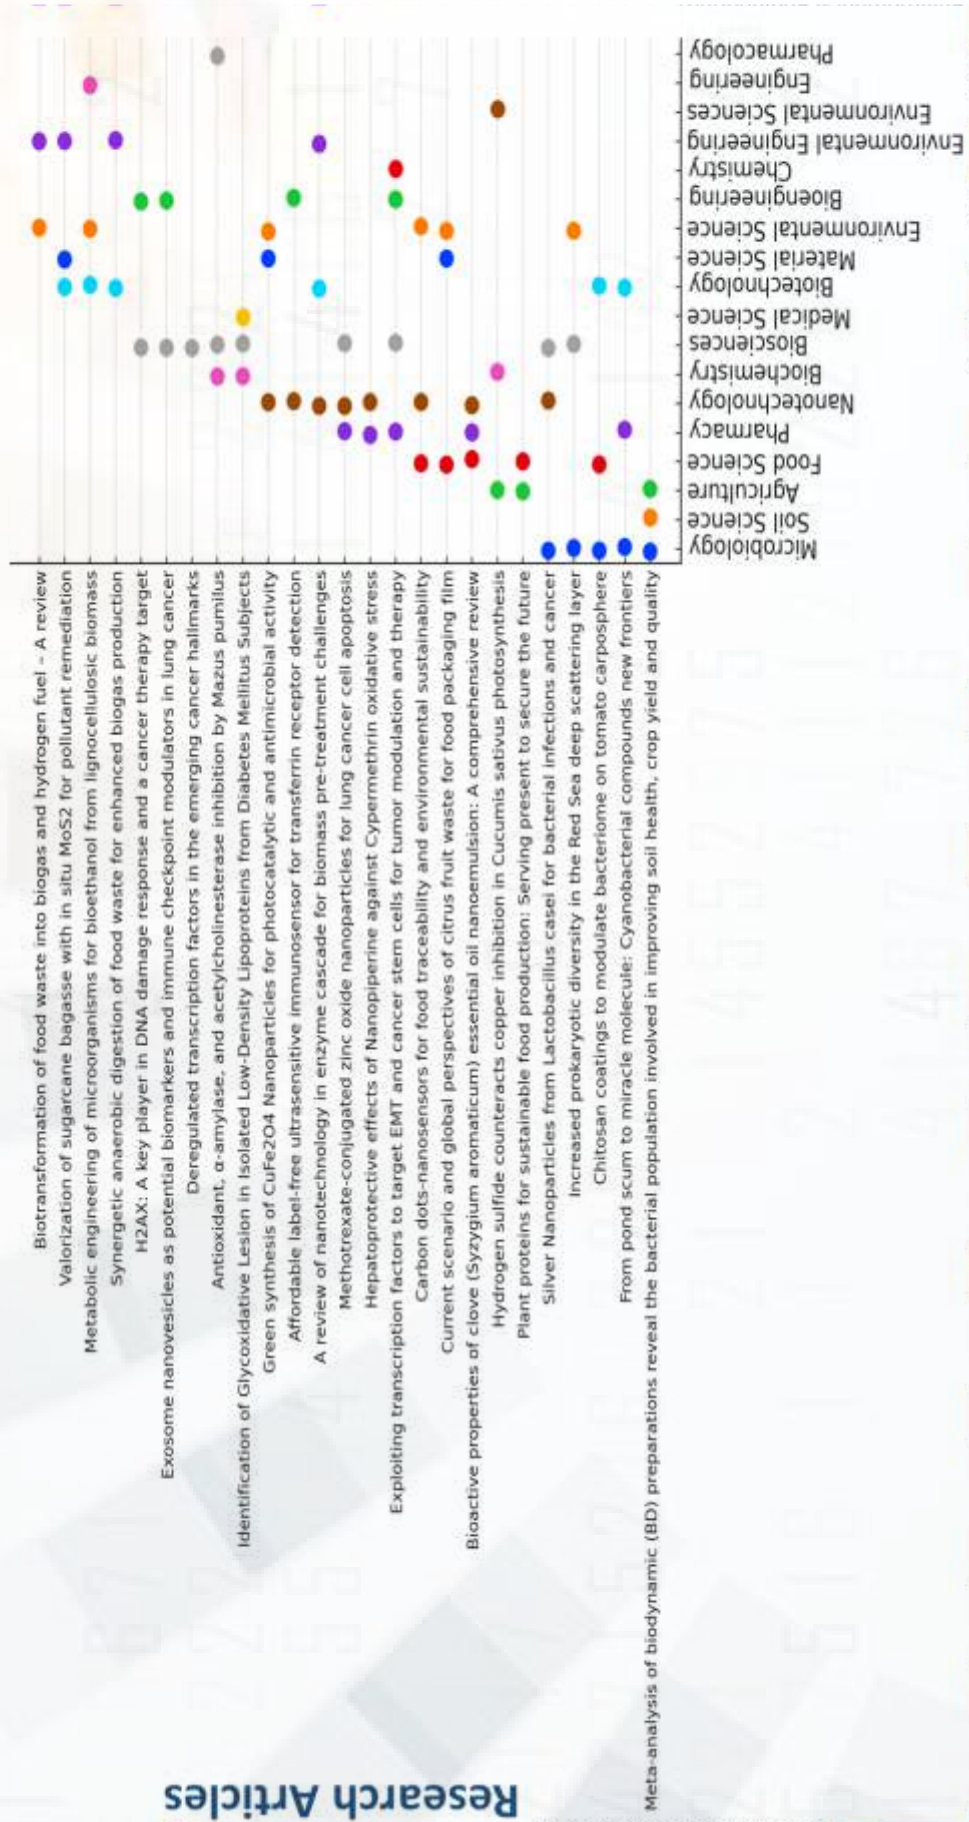 Pharmacology
Engineering
Environmental Sciences
Environmental Engineering
Chemistry
Bioengineering
Environmental Science
Material Science
Biotechnology
Medical Science
Biosciences
Biochemistry
Nanotechnology
Pharmacy
Food Science
Agriculture
Soil Science
Microbiology
Biotransformation of food waste into biogas and hydrogen fuel – A review
Valorization of sugarcane bagasse with in situ MoS2 for pollutant remediation
Metabolic engineering of microorganisms for bioethanol from lignocellulosic biomass
Synergetic anaerobic digestion of food waste for enhanced biogas production
H2AX: A key player in DNA damage response and a cancer therapy target
Exosome nanovesicles as potential biomarkers and immune checkpoint modulators in lung cancer
Deregulated transcription factors in the emerging cancer hallmarks
Antioxidant, α-amylase, and acetylcholinesterase inhibition by Mazus pumilus
Identification of Glycoxidative Lesion in Isolated Low-Density Lipoproteins from Diabetes Mellitus Subjects
Green synthesis of CuFe2O4 Nanoparticles for photocatalytic and antimicrobial activity
Affordable label-free ultrasensitive immunosensor for transferrin receptor detection
A review of nanotechnology in enzyme cascade for biomass pre-treatment challenges
Methotrexate-conjugated zinc oxide nanoparticles for lung cancer cell apoptosis
Hepatoprotective effects of Nanopiperine against Cypermethrin oxidative stress
Exploiting transcription factors to target EMT and cancer stem cells for tumor modulation and therapy
Carbon dots-nanosensors for food traceability and environmental sustainability
Current scenario and global perspectives of citrus fruit waste for food packaging film
Bioactive properties of clove (Syzygium aromaticum) essential oil nanoemulsion: A comprehensive review
Hydrogen sulfide counteracts copper inhibition in Cucumis sativus photosynthesis
Plant proteins for sustainable food production: Serving present to secure the future
Silver Nanoparticles from Lactobacillus casei for bacterial infections and cancer
Increased prokaryotic diversity in the Red Sea deep scattering layer
Chitosan coatings to modulate bacteriome on tomato carposphere
From pond scum to miracle molecule: Cyanobacterial compounds new frontiers
Meta-analysis of biodynamic (BD) preparations reveal the bacterial population involved in improving soil health, crop yield and quality
Research Articles